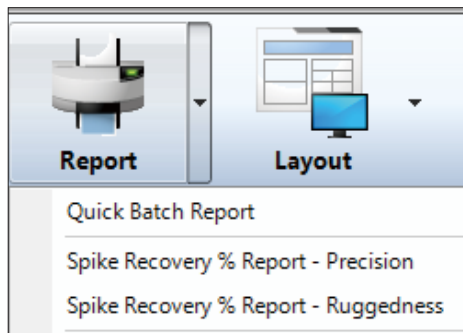 Report
Layout
Quick Batch Report
Spike Recovery % Report - Precision
Spike Recovery % Report - Ruggedness